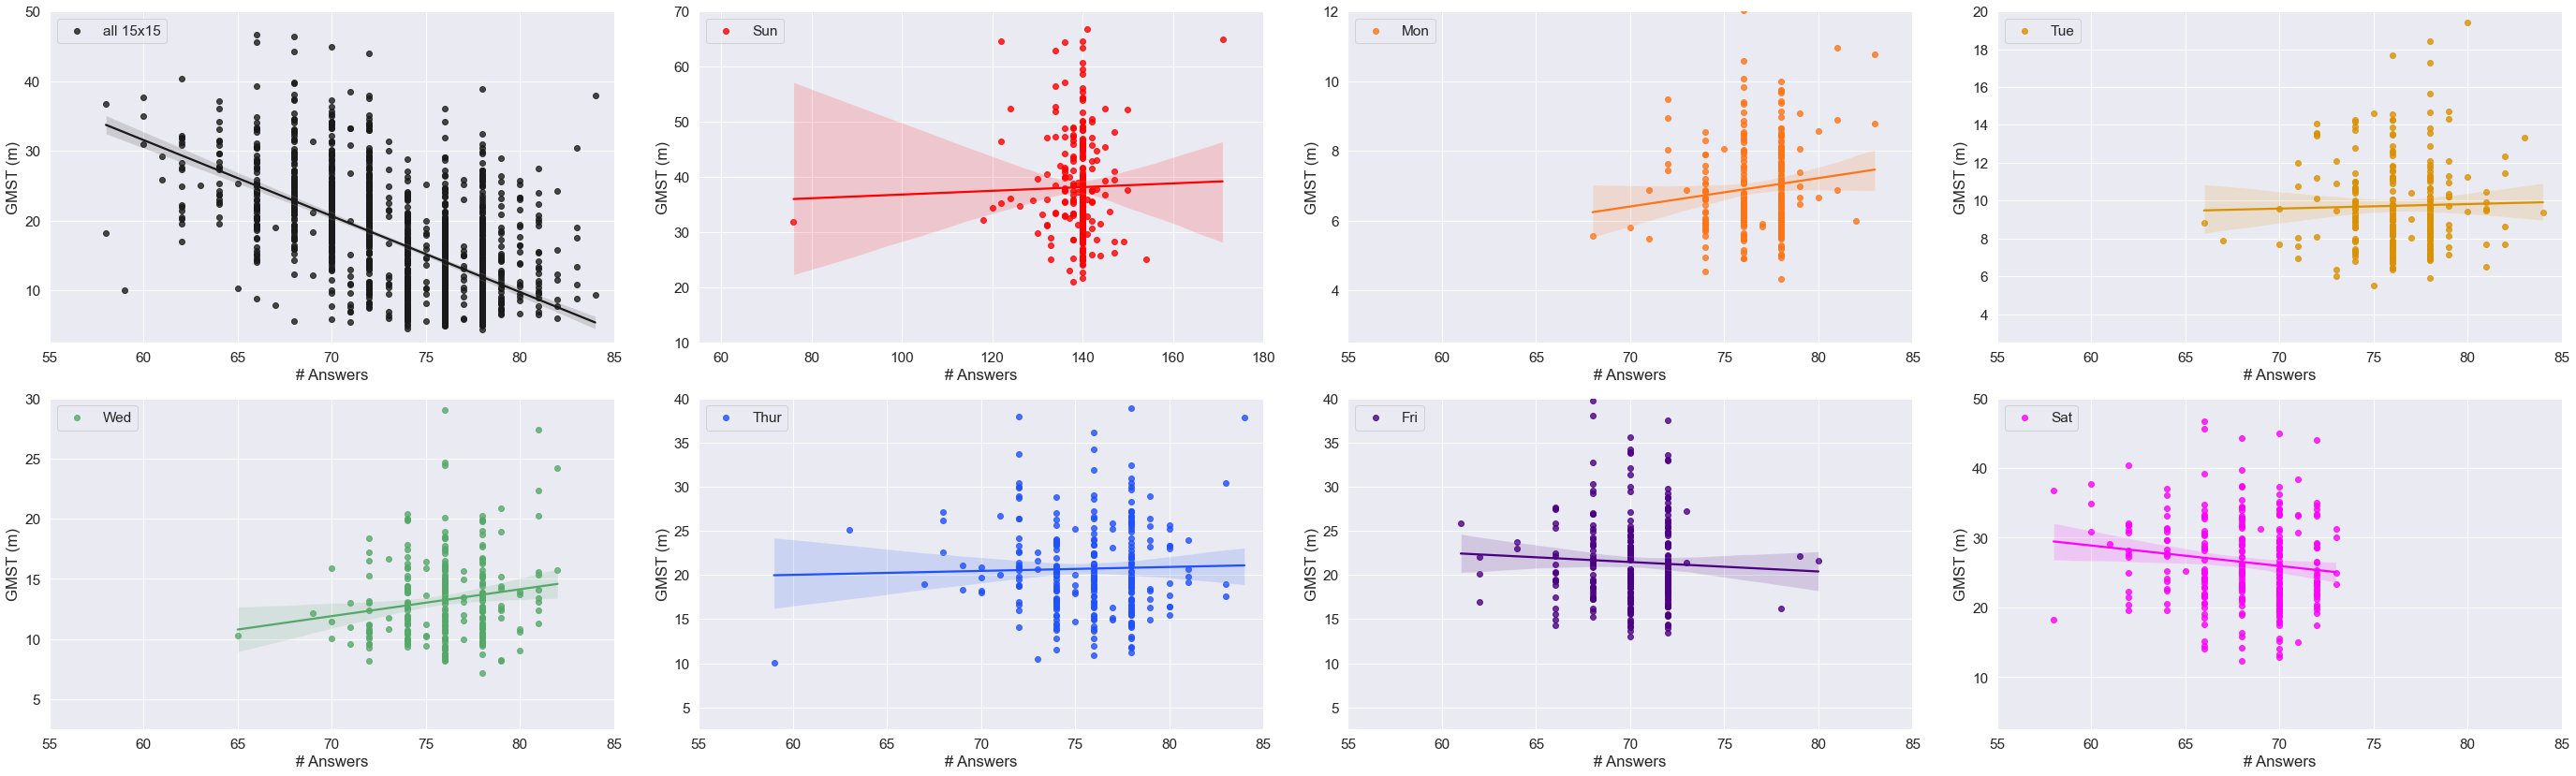 all 15x15
GMST (m)
50
40
30
20
10
55 60 65 70 75 80 85
# Answers
Sun
GMST (m)
70
60
50
40
30
20
10
60 80 100 120 140 160 180
# Answers
Mon
GMST (m)
12
10
8
6
4
55 60 65 70 75 80 85
# Answers
Tue
GMST (m)
20
18
16
14
12
10
8
6
4
55 60 65 70 75 80 85
# Answers
Wed
GMST (m)
30
25
20
15
10
5
55 60 65 70 75 80 85
# Answers
Thur
GMST (m)
40
35
30
25
20
15
10
5
55 60 65 70 75 80 85
# Answers
Fri
GMST (m)
40
35
30
25
20
15
10
5
55 60 65 70 75 80 85
# Answers
Sat
GMST (m)
50
40
30
20
10
55 60 65 70 75 80 85
# Answers